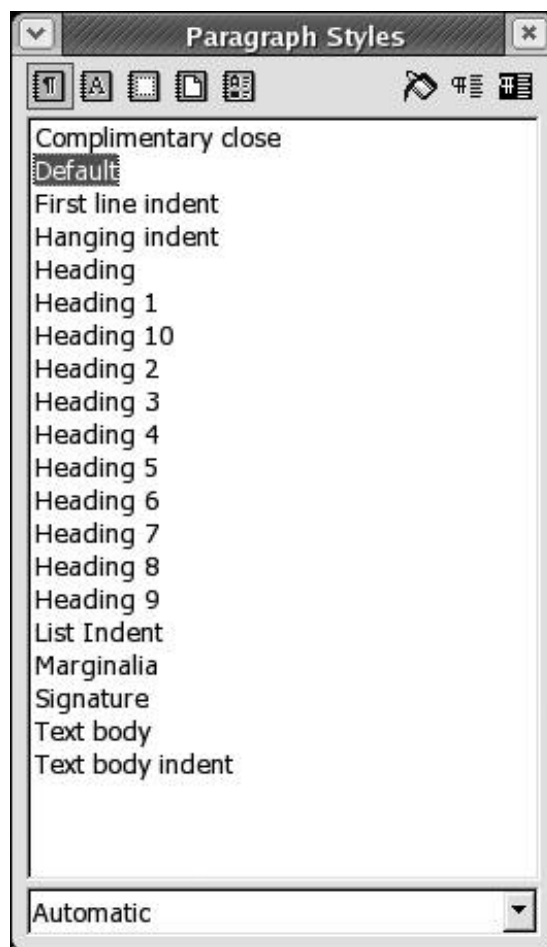 Paragraph Styles
Complimentary close
Default
First line indent
Hanging indent
Heading
Heading 1
Heading 10
Heading 2
Heading 3
Heading 4
Heading 5
Heading 6
Heading 7
Heading 8
Heading 9
List Indent
Marginalia
Signature
Text body
Text body indent
Automatic